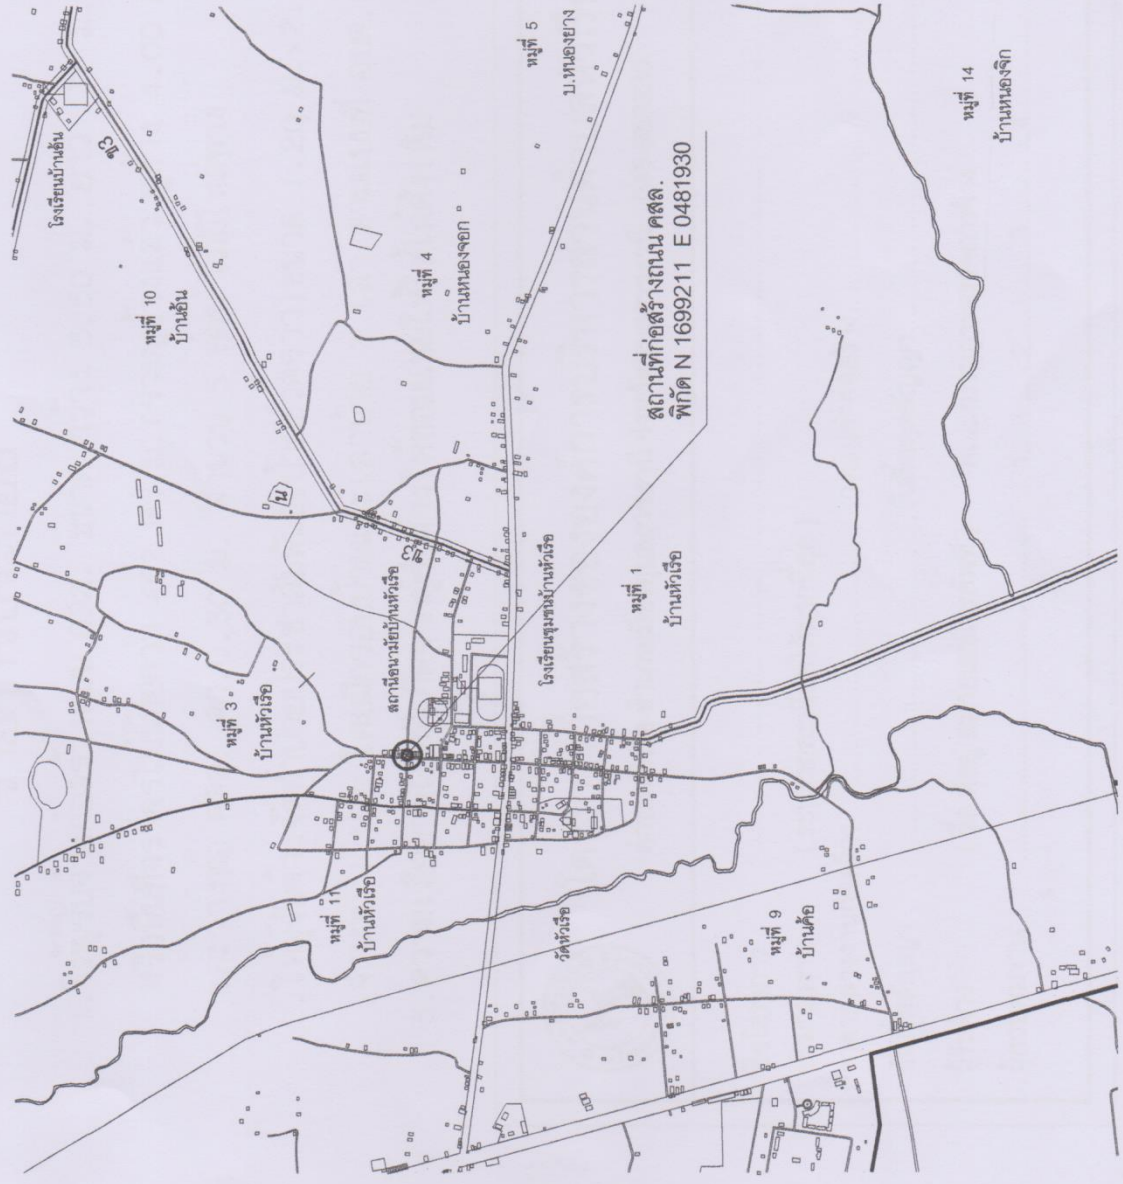 โรงเรียนบ้านอ้น
ข3
หมู่ที่ 10
บ้านอ้น
หมู่ที่ 5
บ.หนองยาง
หมู่ที่ 14
บ้านหนองจิก
หมู่ที่ 4
บ้านหนองจอก
สถานที่ก่อสร้างถนน คสล.
พิกัด N 1699211 E 0481930
น
ข3
สถานีอนามัยบ้านหัวเรือ
โรงเรียนชุมชนบ้านหัวเรือ
หมู่ที่ 1
บ้านหัวเรือ
หมู่ที่ 3
บ้านหัวเรือ
หมู่ที่ 11
บ้านหัวเรือ
วัดหัวเรือ
หมู่ที่ 9
บ้านค้อ